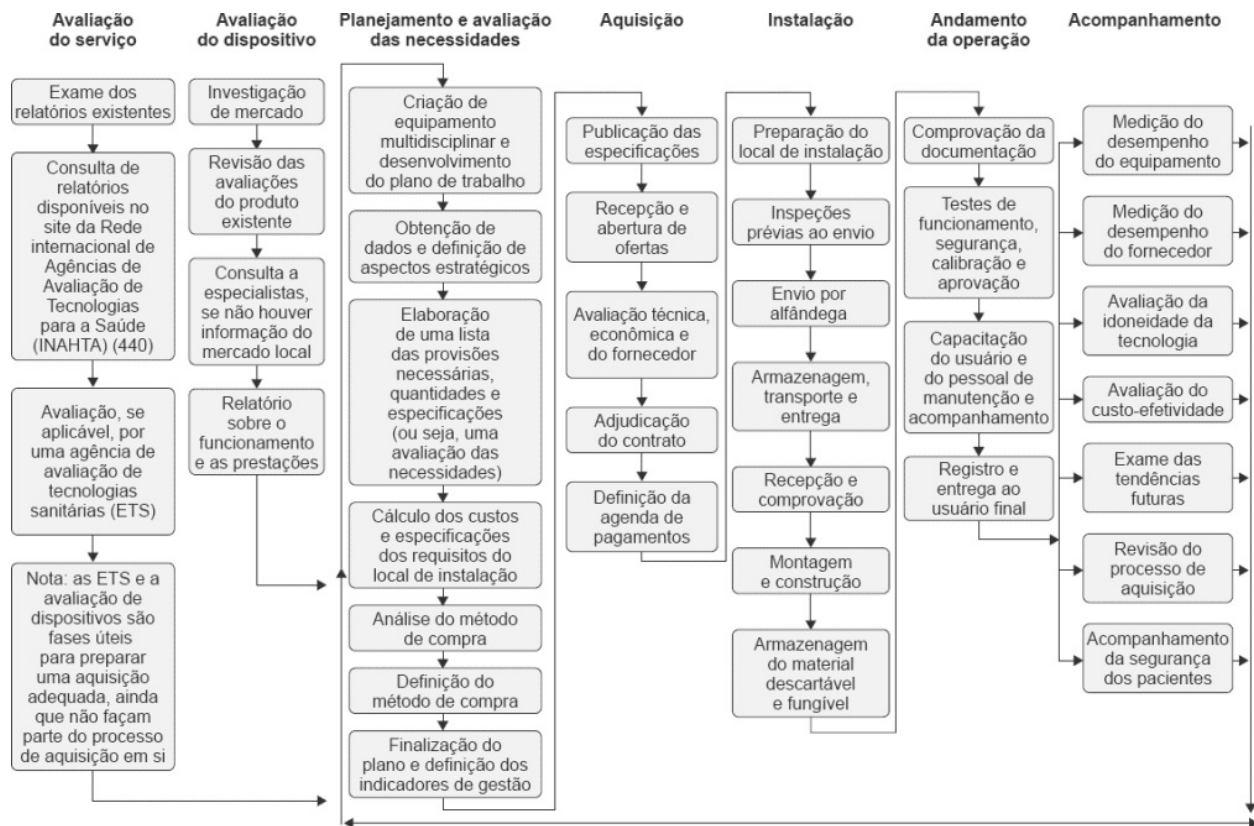 Avaliação
do serviço
Exame dos
relatórios existentes
Consulta de
relatórios
disponíveis no
site da Rede
internacional de
Agências de
Avaliação de
Tecnologias
para a Saúde
(INAHTA) (440)
Avaliação, se
aplicável, por
uma agência de
avaliação de
tecnologias
sanitárias (ETS)
Nota: as ETS e a
avaliação de
dispositivos são
fases úteis
para preparar
uma aquisição
adequada, ainda
que não façam
parte do processo
de aquisição em si
Avaliação
do dispositivo
Investigação
de mercado
Revisão das
avaliações
do produto
existente
Consulta a
especialistas,
se não houver
informação do
mercado local
Relatório
sobre o
funcionamento
e as prestações
Planejamento e avaliação
das necessidades
Criação de
equipamento
multidisciplinar e
desenvolvimento
do plano de trabalho
Obtenção de
dados e definição de
aspectos estratégicos
Elaboração
de uma lista
das provisões
necessárias,
quantidades e
especificações
(ou seja, uma
avaliação das
necessidades)
Cálculo dos custos
e especificações
dos requisitos do
local de instalação
Análise do método
de compra
Definição do
método de compra
Finalização do
plano e definição dos
indicadores de gestão
Aquisição
Publicação das
especificações
Recepção e
abertura de
ofertas
Avaliação técnica,
econômica e
do fornecedor
Adjudicação
do contrato
Definição da
agenda de
pagamentos
Instalação
Preparação do
local de instalação
Inspeções
prévias ao envio
Envio por
alfândega
Armazenagem,
transporte e
entrega
Recepção e
comprovação
Montagem
e construção
Armazenagem
do material
descartável
e fungível
Andamento
da operação
Comprovação da
documentação
Testes de
funcionamento,
segurança,
calibração e
aprovação
Capacitação
do usuário e
do pessoal de
manutenção e
acompanhamento
Registro e
entrega ao
usuário final
Acompanhamento
Medição do
desempenho
do equipamento
Medição do
desempenho
do fornecedor
Avaliação da
idoneidade da
tecnologia
Avaliação do
custo-efetividade
Exame das
tendências
futuras
Revisão do
processo de
aquisição
Acompanhamento
da segurança
dos pacientes